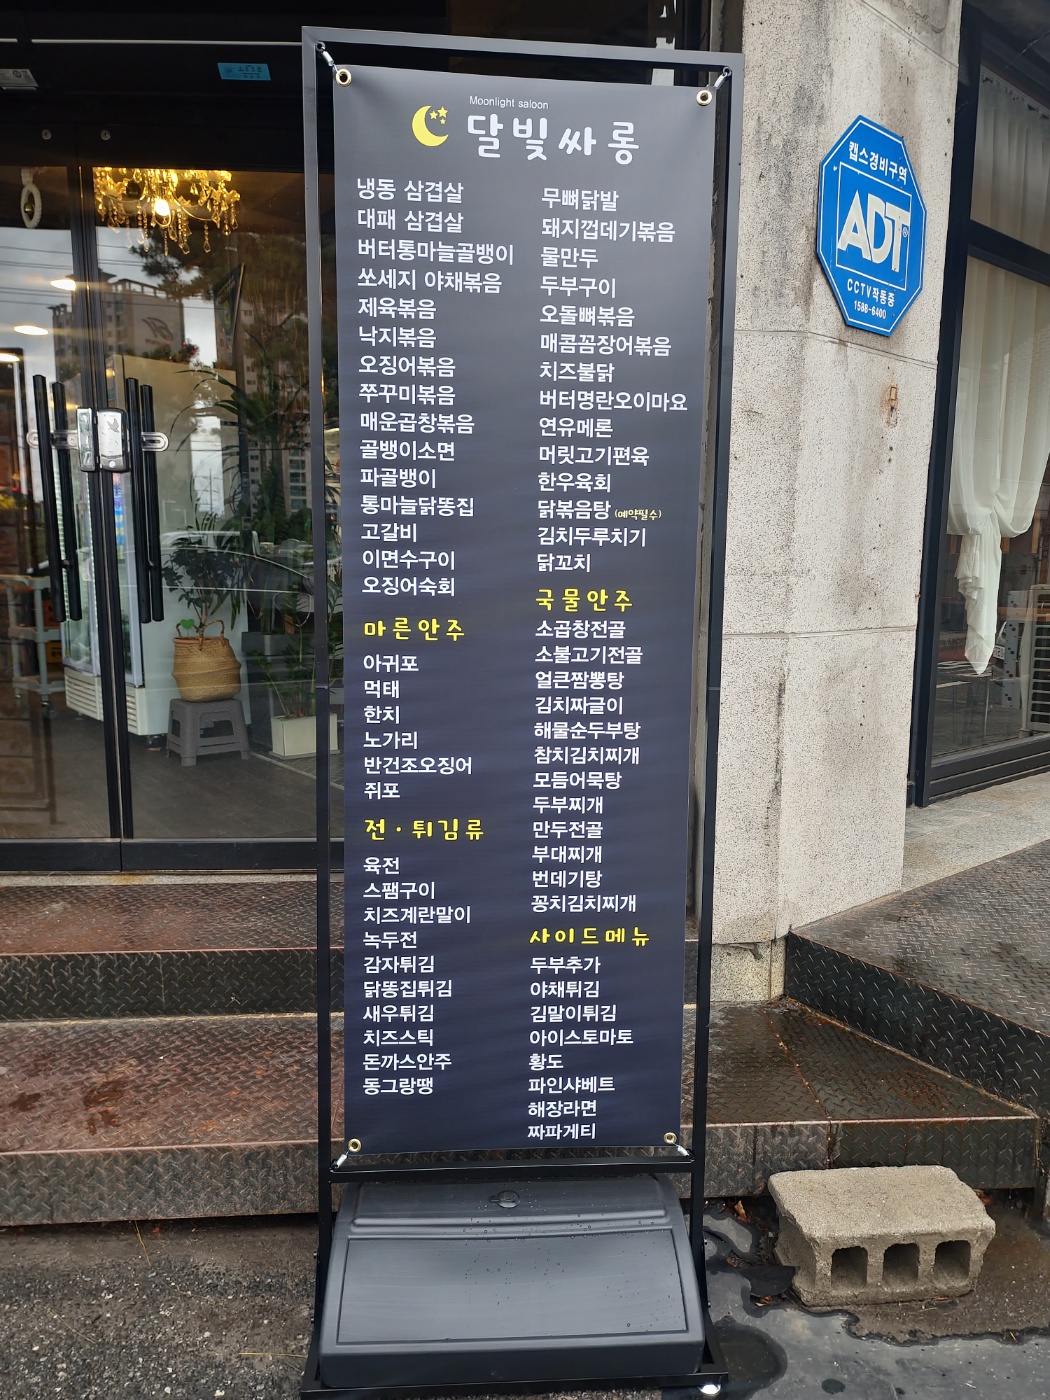 Moonlight saloon
달빛싸롱
냉동 삼겹살
대패 삼겹살
버터통마늘골뱅이
쏘세지 야채볶음
제육볶음
낙지볶음
오징어볶음
쭈꾸미볶음
매운곱창볶음
골뱅이소면
파골뱅이
통마늘닭똥집
고갈비
이면수구이
오징어숙회
마른안주
아귀포
먹태
한치
노가리
반건조오징어
쥐포
전·튀김류
육전
스팸구이
치즈계란말이
녹두전
감자튀김
닭똥집튀김
새우튀김
치즈스틱
돈까스안주
동그랑땡
무뼈닭발
돼지껍데기볶음
물만두
두부구이
오돌뼈볶음
매콤꼼장어볶음
치즈불닭
버터명란오이마요
연유메론
머릿고기편육
한우육회
닭볶음탕 (예약필수)
김치두루치기
닭꼬치
국물안주
소곱창전골
소불고기전골
얼큰짬뽕탕
김치짜글이
해물순두부탕
참치김치찌개
모듬어묵탕
두부찌개
만두전골
부대찌개
번데기탕
꽁치김치찌개
사이드메뉴
두부추가
야채튀김
김말이튀김
아이스토마토
황도
파인샤베트
해장라면
짜파게티
캡스경비구역
ADT
CCTV작동중
1588-6400